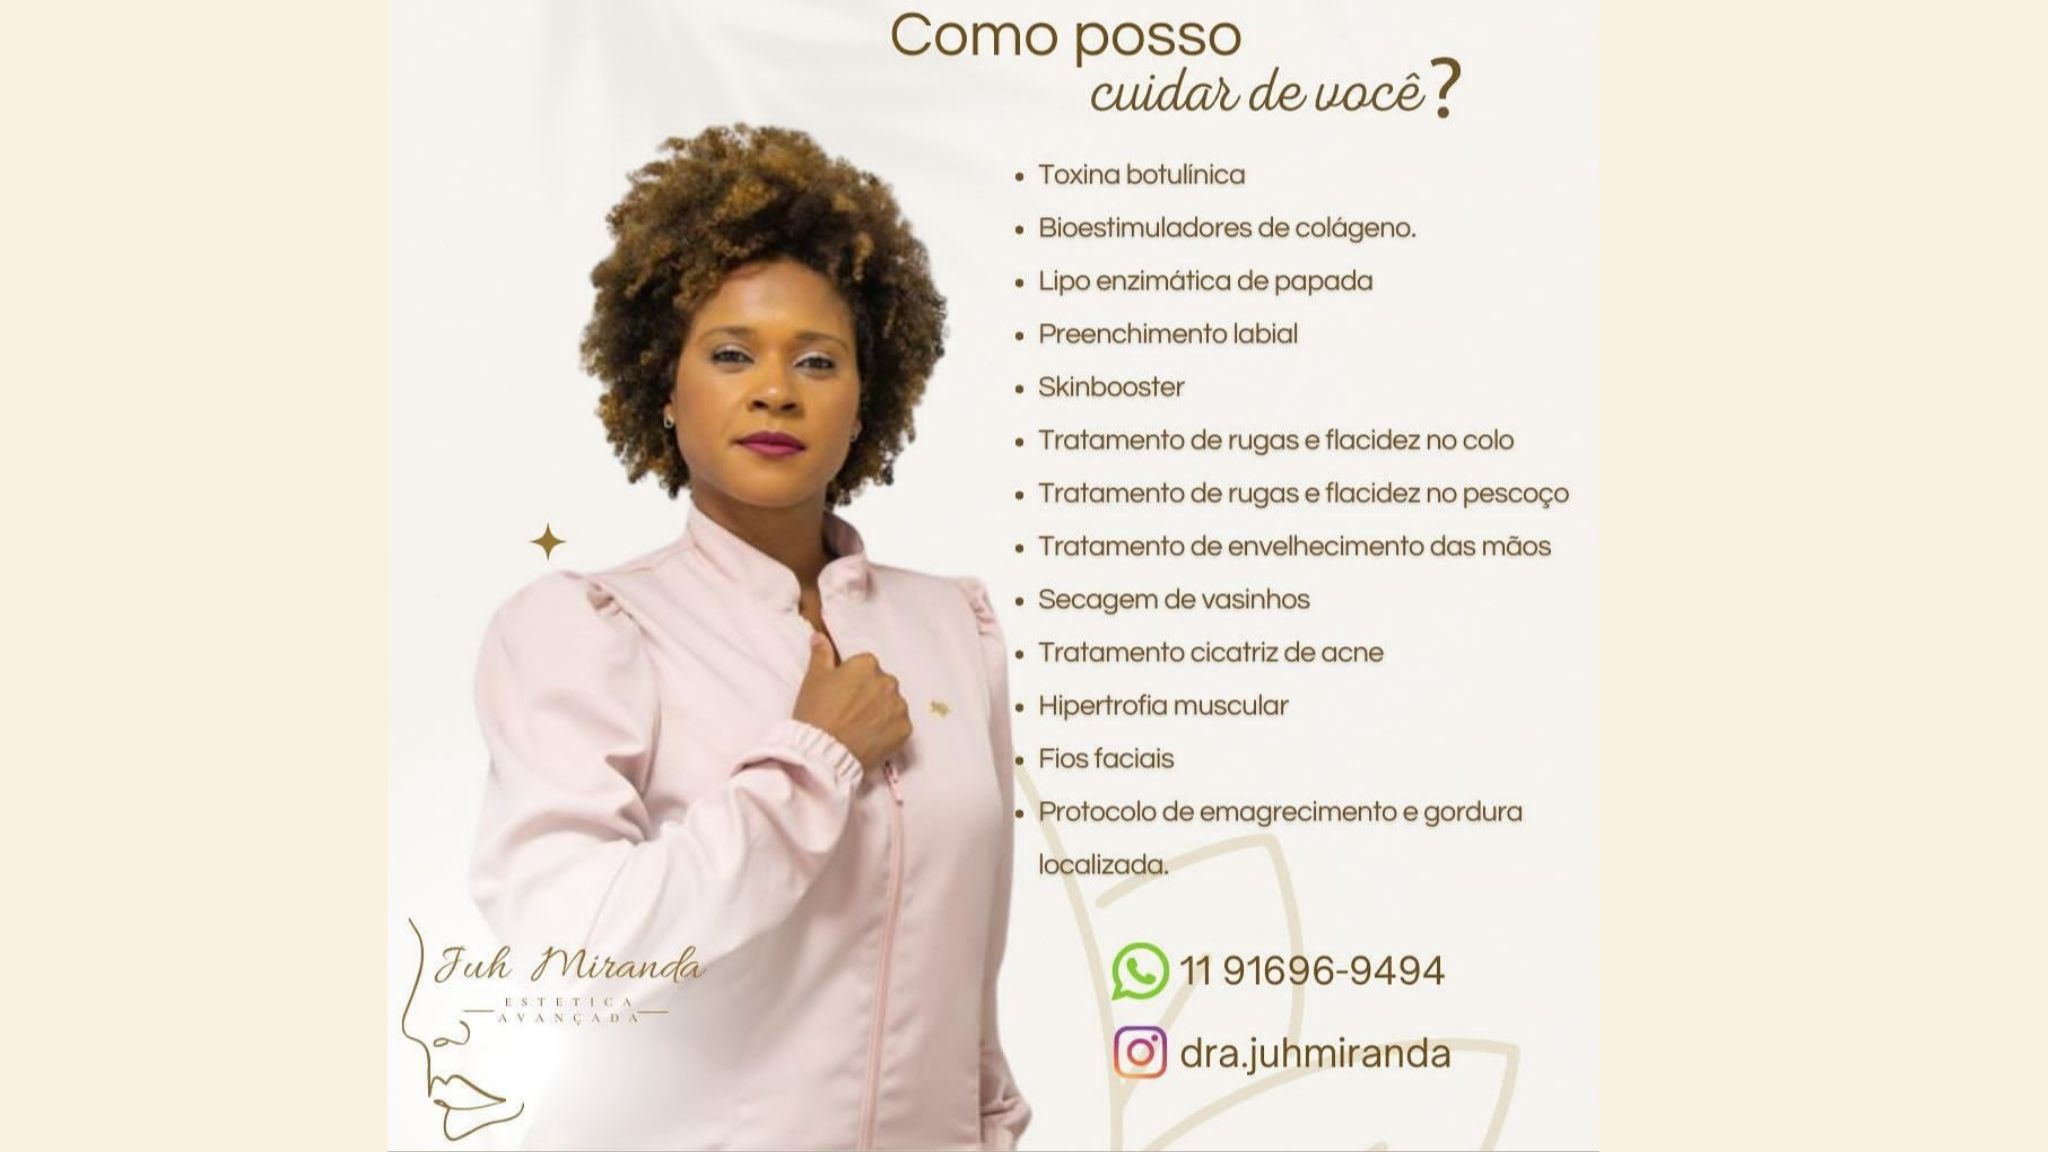 Como posso
cuidar de você?
• Toxina botulínica
• Bioestimuladores de colágeno.
• Lipo enzimática de papada
• Preenchimento labial
• Skinbooster
• Tratamento de rugas e flacidez no colo
• Tratamento de rugas e flacidez no pescoço
• Tratamento de envelhecimento das mãos
• Secagem de vasinhos
• Tratamento cicatriz de acne
• Hipertrofia muscular
• Fios faciais
• Protocolo de emagrecimento e gordura
localizada.
Juh Miranda
ESTETICA
AVANÇADA
11 91696-9494
dra.juhmiranda